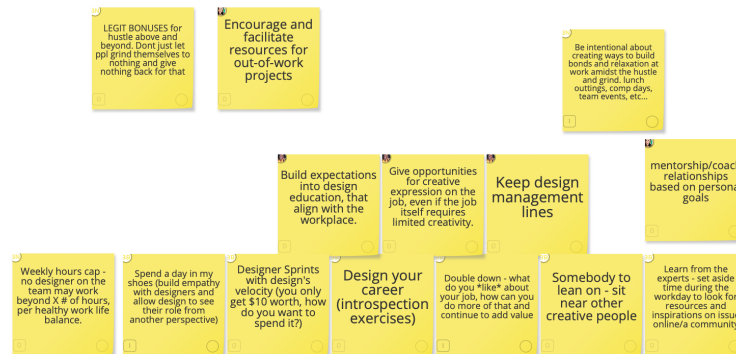 LEGIT BONUSES for
hustle above and
beyond. Dont just let
ppl grind themselves to
nothing and give
nothing back for that
Encourage and
facilitate
resources for
out-of-work
projects
Be intentional about
creating ways to build
bonds and relaxation at
work amidst the hustle
and grind. lunch
outtings, comp days,
team events, etc...
Build expectations
into design
education, that
align with the
workplace.
Give opportunities
for creative
expression on the
job, even if the job
itself requires
limited creativity.
Keep design
management
lines
relationships
based on
goals
Weekly hours cap -
no designer on the
team may work
beyond X # of hours,
per healthy work life
balance.
Spend a day in my
shoes (build empathy
with designers and
allow design to see
their role from
another perspective)
Designer Sprints
with design's
velocity (you only
get $10 worth, how
do you want to
spend it?)
Design your
career
(introspection
exercises)
Double down - what
do you *like* about
your job, how can you
do more of that and
continue to add value
Somebody to
lean on - sit
near other
creative people
Learn from the
experts - set aside
time during the
workday to look for
resources and
inspirations on
online/a community